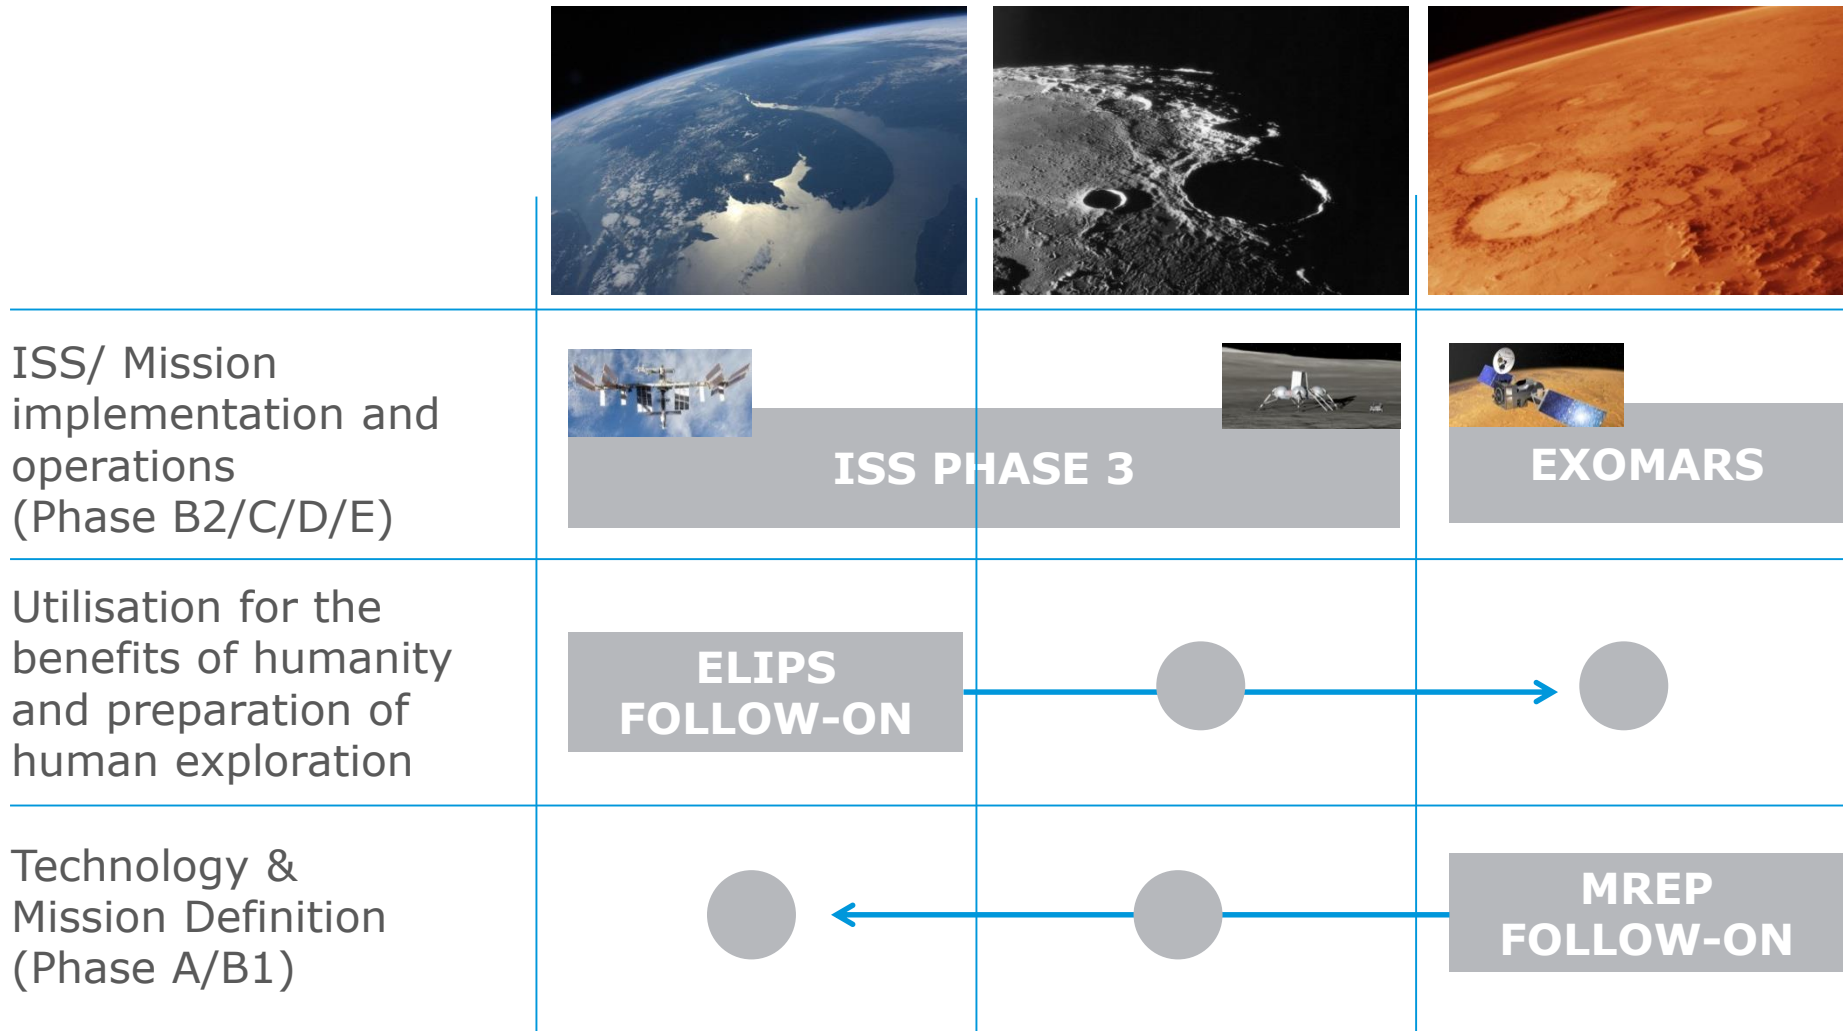 ISS/ Mission
implementation and
operations
(Phase B2/C/D/E)
ISS PHASE 3
EXOMARS
Utilisation for the
benefits of humanity
and preparation of
human exploration
ELIPS
FOLLOW-ON
Technology &
Mission Definition
(Phase A/B1)
MREP
FOLLOW-ON